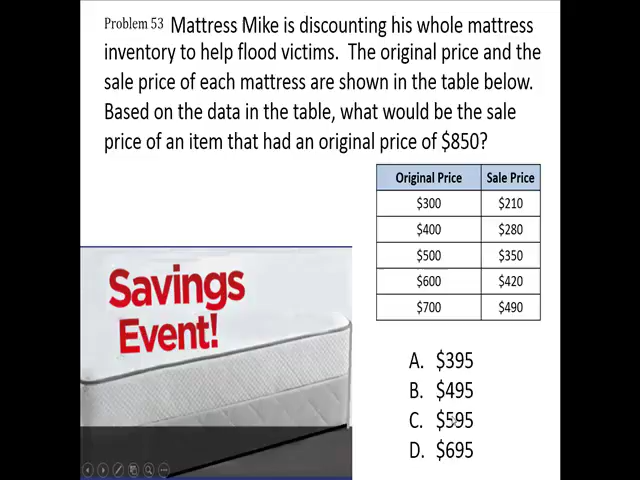 Problem 53 Mattress Mike is discounting his whole mattress
inventory to help flood victims. The original price and the
sale price of each mattress are shown in the table below.
Based on the data in the table, what would be the sale
price of an item that had an original price of $850?
Original Price Sale Price
$300 $210
$400 $280
$500 $350
$600 $420
$700 $490
Savings
Event!
A. $395
B. $495
C. $595
D. $695